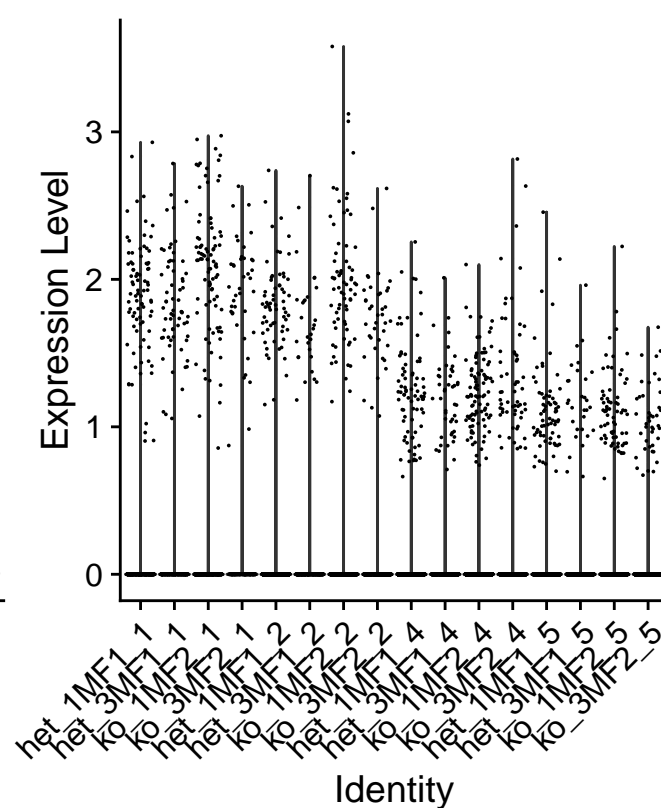 Expression Level
3
2
1
0
het_1MF1_1
het_3MF1_1
ko_1MF2_1
ko_3MF2_1
het_1MF1_2
het_3MF1_2
ko_1MF2_2
ko_3MF2_2
het_1MF1_4
het_3MF1_4
ko_1MF2_4
ko_3MF2_4
het_1MF1_5
het_3MF1_5
ko_1MF2_5
ko_3MF2_5
Identity